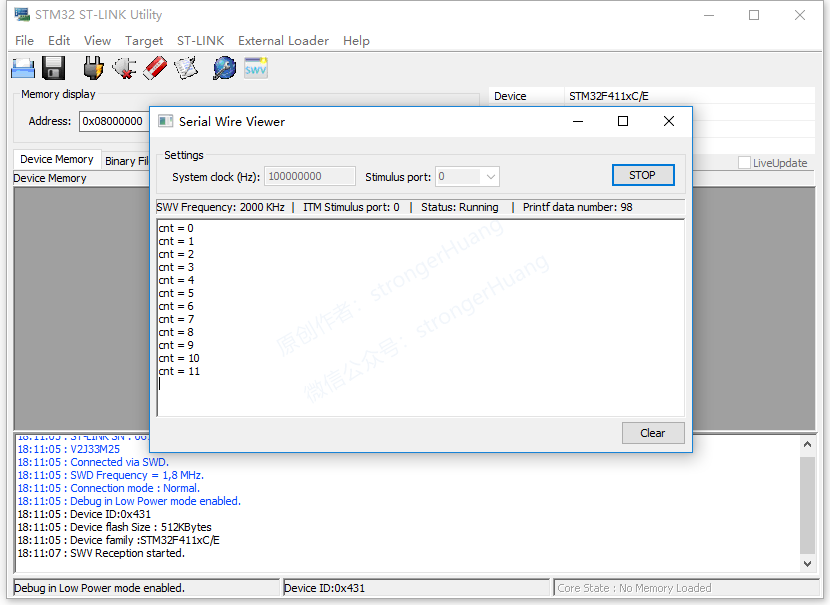 STM32 ST-LINK Utility
File Edit View Target ST-LINK External Loader Help
SWV
Memory display
Address: 0x08000000
Device STM32F411xC/E
LiveUpdate
Device Memory Binary Fil
Device Memory
Serial Wire Viewer
Settings
System clock (Hz): 100000000 Stimulus port: 0 STOP
SWV Frequency: 2000 KHz | ITM Stimulus port: 0 | Status: Running | Printf data number: 98
cnt = 0
cnt = 1
cnt = 2
cnt = 3
cnt = 4
cnt = 5
cnt = 6
cnt = 7
cnt = 8
cnt = 9
cnt = 10
cnt = 11
原创作者：strongerHuang
微信公众号：strongerHuang
Clear
18:11:05 : ST-LINK SN :
18:11:05 : V2J33M25
18:11:05 : Connected via SWD.
18:11:05 : SWD Frequency = 1,8 MHz.
18:11:05 : Connection mode : Normal.
18:11:05 : Debug in Low Power mode enabled.
18:11:05 : Device ID:0x431
18:11:05 : Device flash Size : 512KBytes
18:11:05 : Device family :STM32F411xC/E
18:11:07 : SWV Reception started.
Debug in Low Power mode enabled. Device ID:0x431 Core State : No Memory Loaded